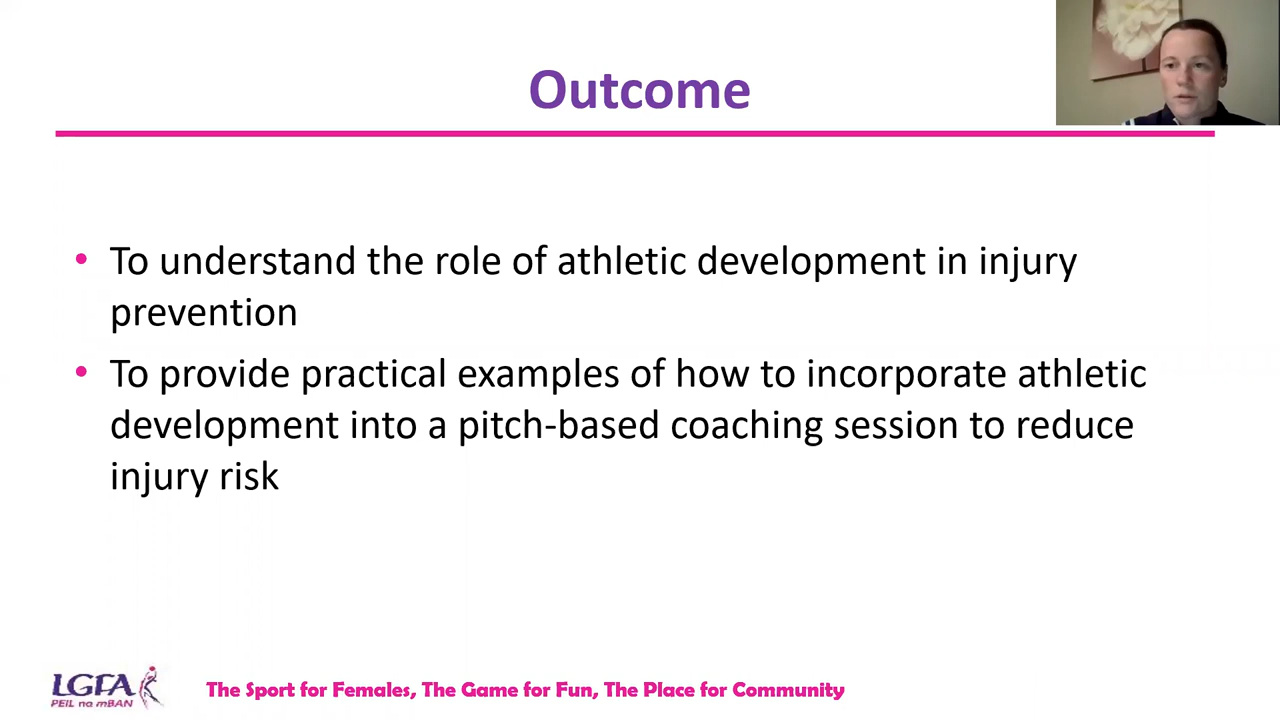 Outcome
• To understand the role of athletic development in injury
prevention
• To provide practical examples of how to incorporate athletic
development into a pitch-based coaching session to reduce
injury risk
LGFA
PEIL na mBAN
The Sport for Females, The Game for Fun, The Place for Community